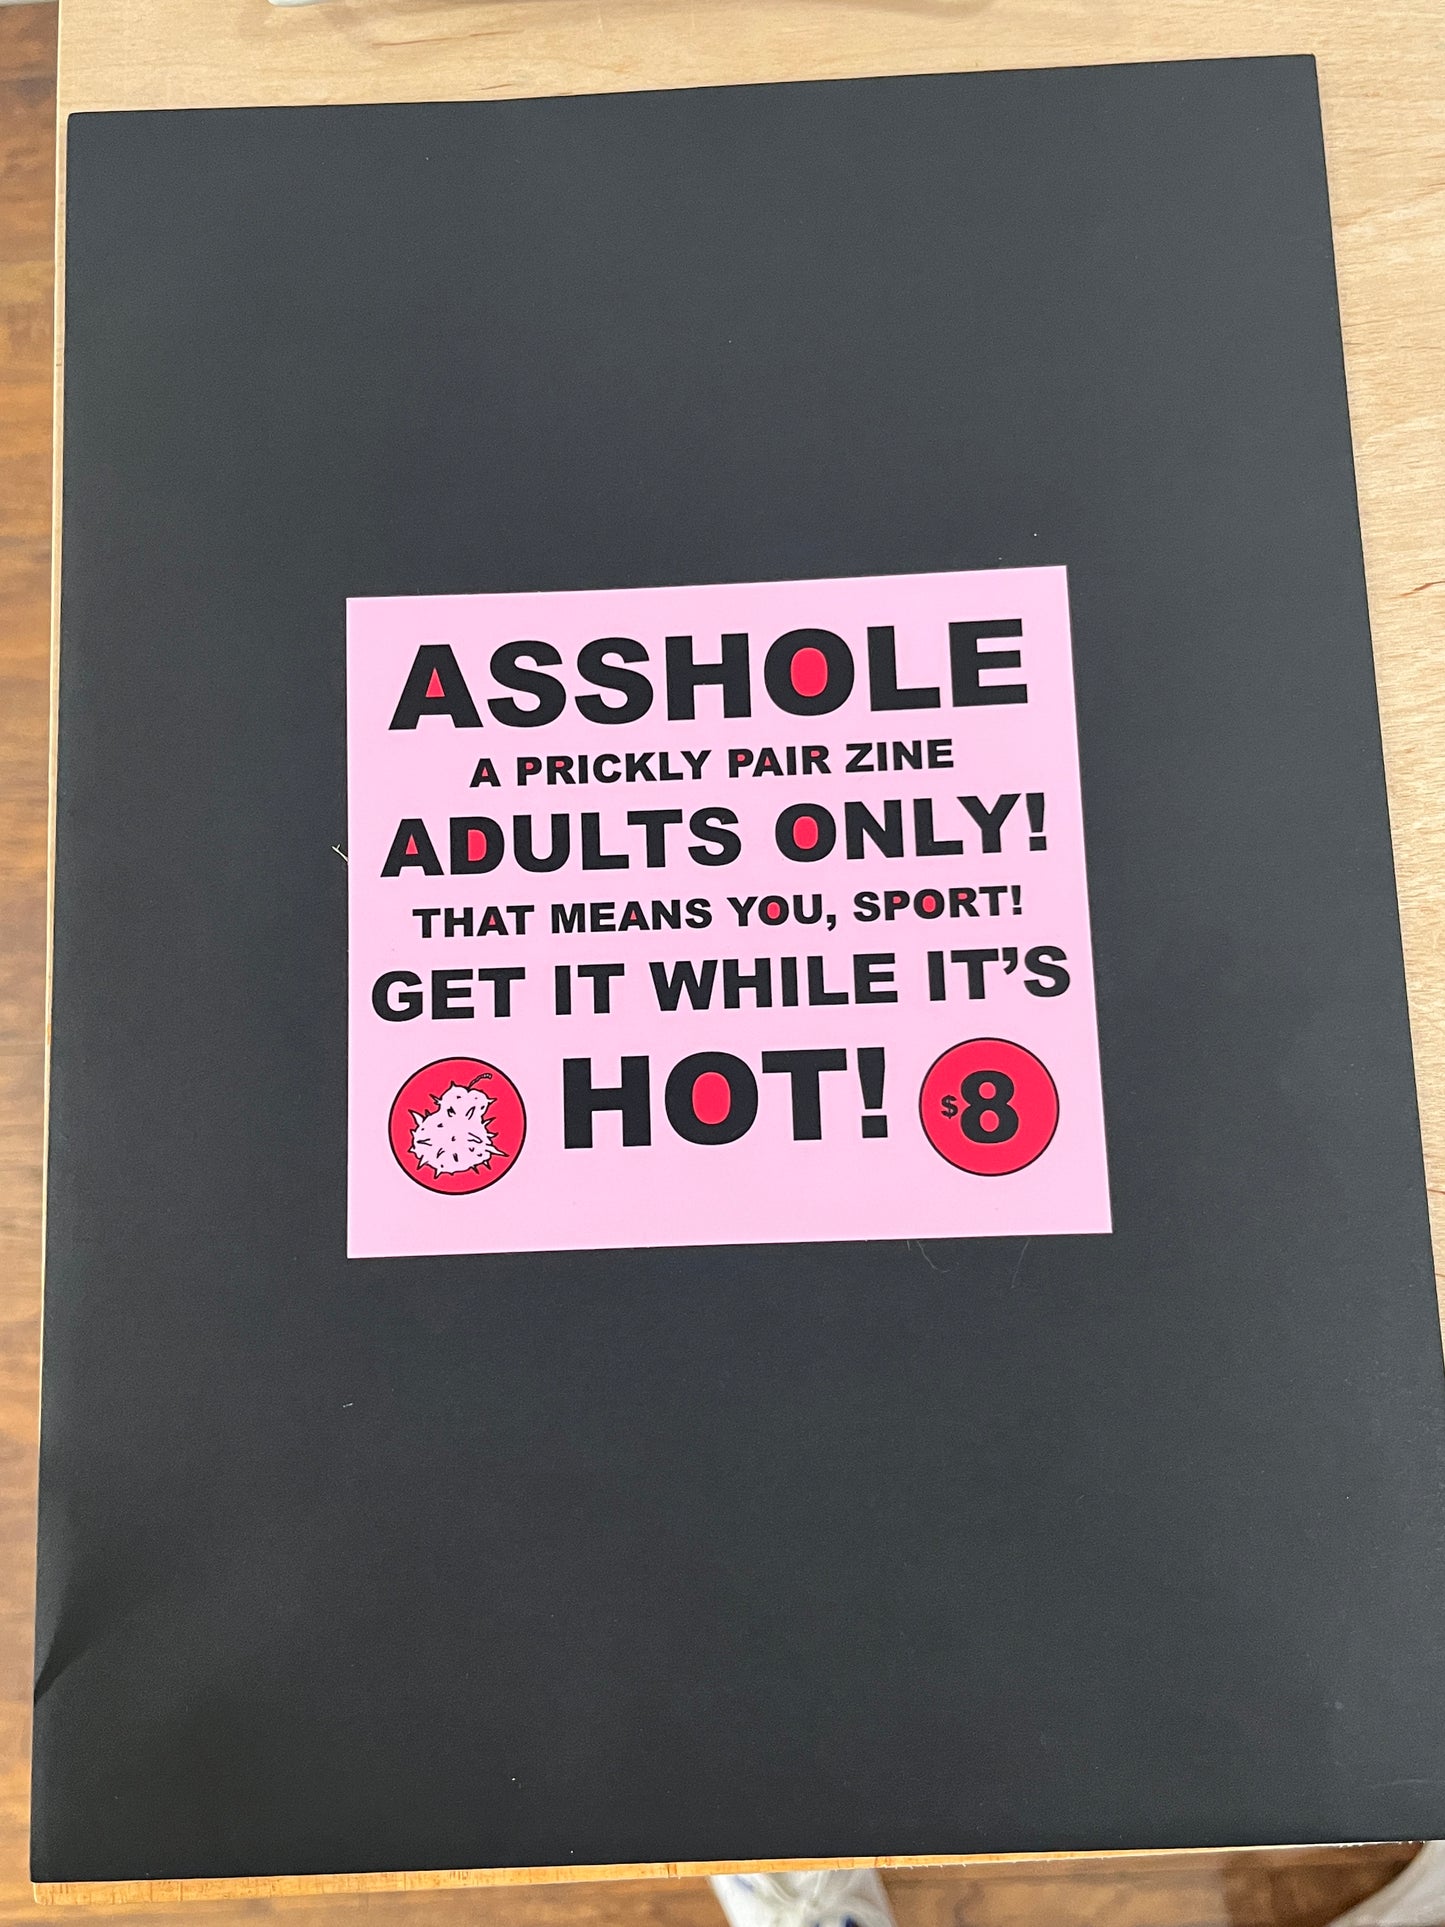 ASSHOLE
A PRICKLY PAIR ZINE
ADULTS ONLY!
THAT MEANS YOU, SPORT!
GET IT WHILE IT'S
HOT!
$8